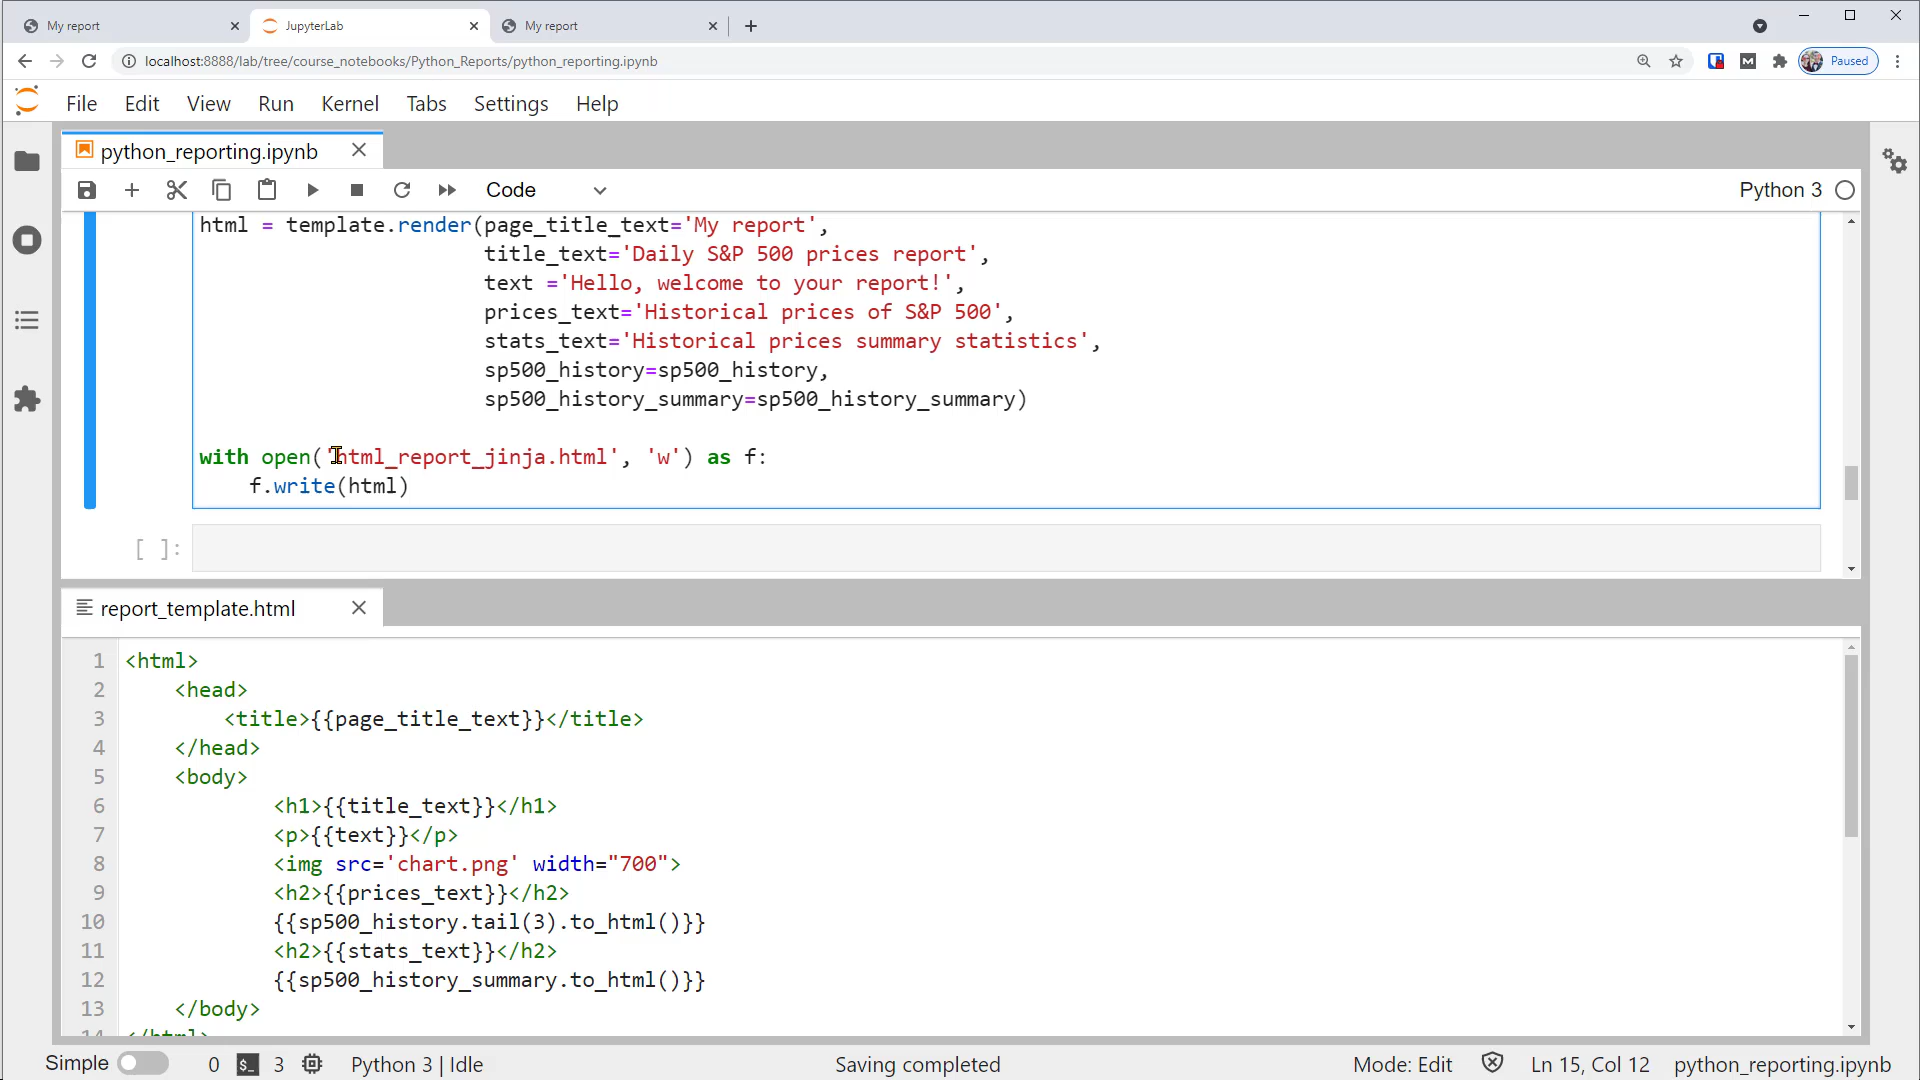 My report
JupyterLab
My report
localhost:8888/lab/tree/course_notebooks/Python_Reports/python_reporting.ipynb
M
Paused
File Edit View Run Kernel Tabs Settings Help
python_reporting.ipynb
Code
Python 3
html = template.render(page_title_text='My report',
title_text='Daily S&P 500 prices report',
text ='Hello, welcome to your report!',
prices_text='Historical prices of S&P 500',
stats_text='Historical prices summary statistics',
sp500_history=sp500_history,
sp500_history_summary=sp500_history_summary)
with open('html_report_jinja.html', 'w') as f:
f.write(html)
[ ]:
report_template.html
1 <html>
2 <head>
3 <title>{{page_title_text}}</title>
4 </head>
5 <body>
6 <h1>{{title_text}}</h1>
7 <p>{{text}}</p>
8 <img src='chart.png' width="700">
9 <h2>{{prices_text}}</h2>
10 {{sp500_history.tail(3).to_html()}}
11 <h2>{{stats_text}}</h2>
12 {{sp500_history_summary.to_html()}}
13 </body>
14 </html>
Simple 0 $_ 3 Python 3 | Idle Saving completed Mode: Edit Ln 15, Col 12 python_reporting.ipynb